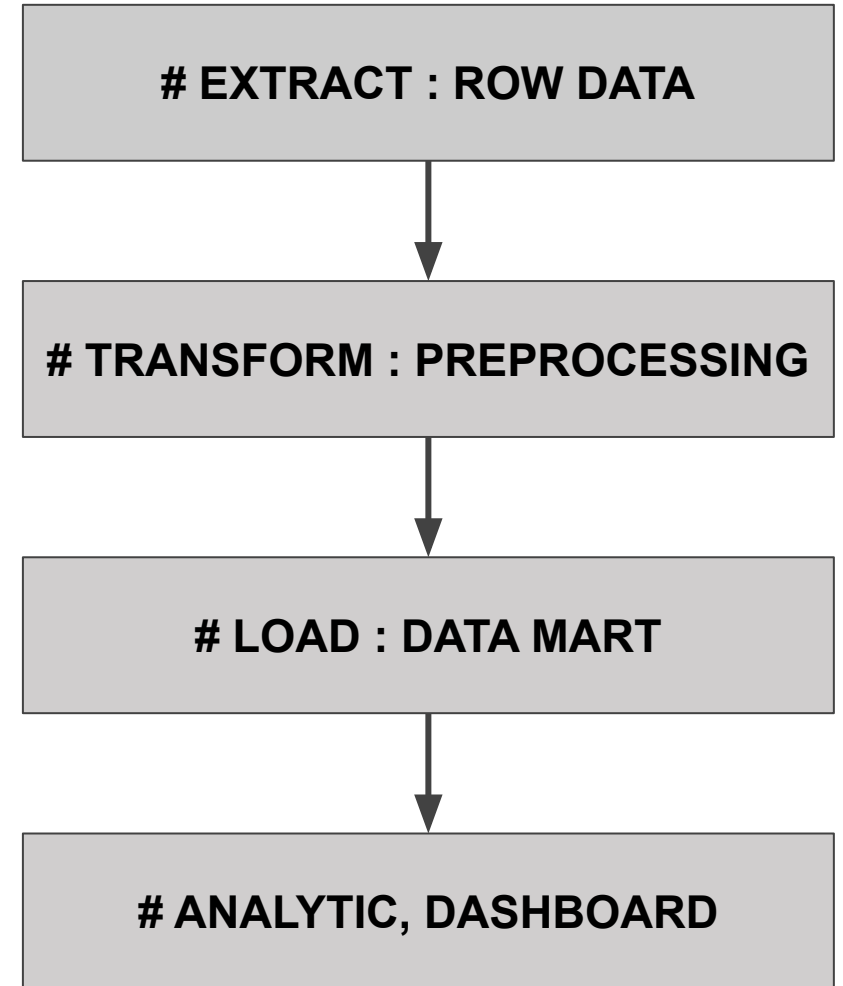 # EXTRACT : ROW DATA
# TRANSFORM : PREPROCESSING
# LOAD : DATA MART
# ANALYTIC, DASHBOARD